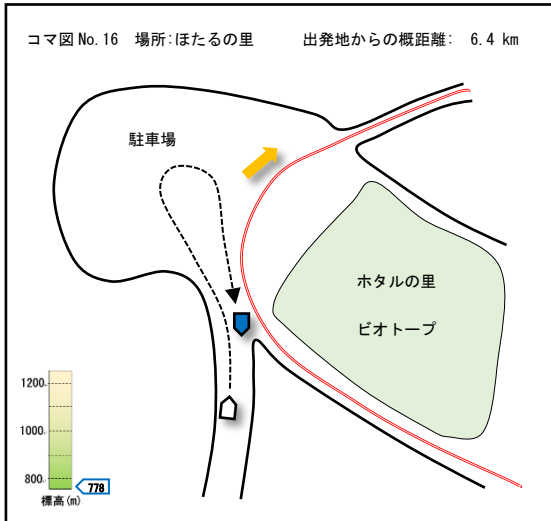 コマ図 No.16 場所:ほたるの里 出発地からの概距離: 6.4 km
駐車場
ホタルの里
ビオトープ
1200
1000
800
778
標高(m)